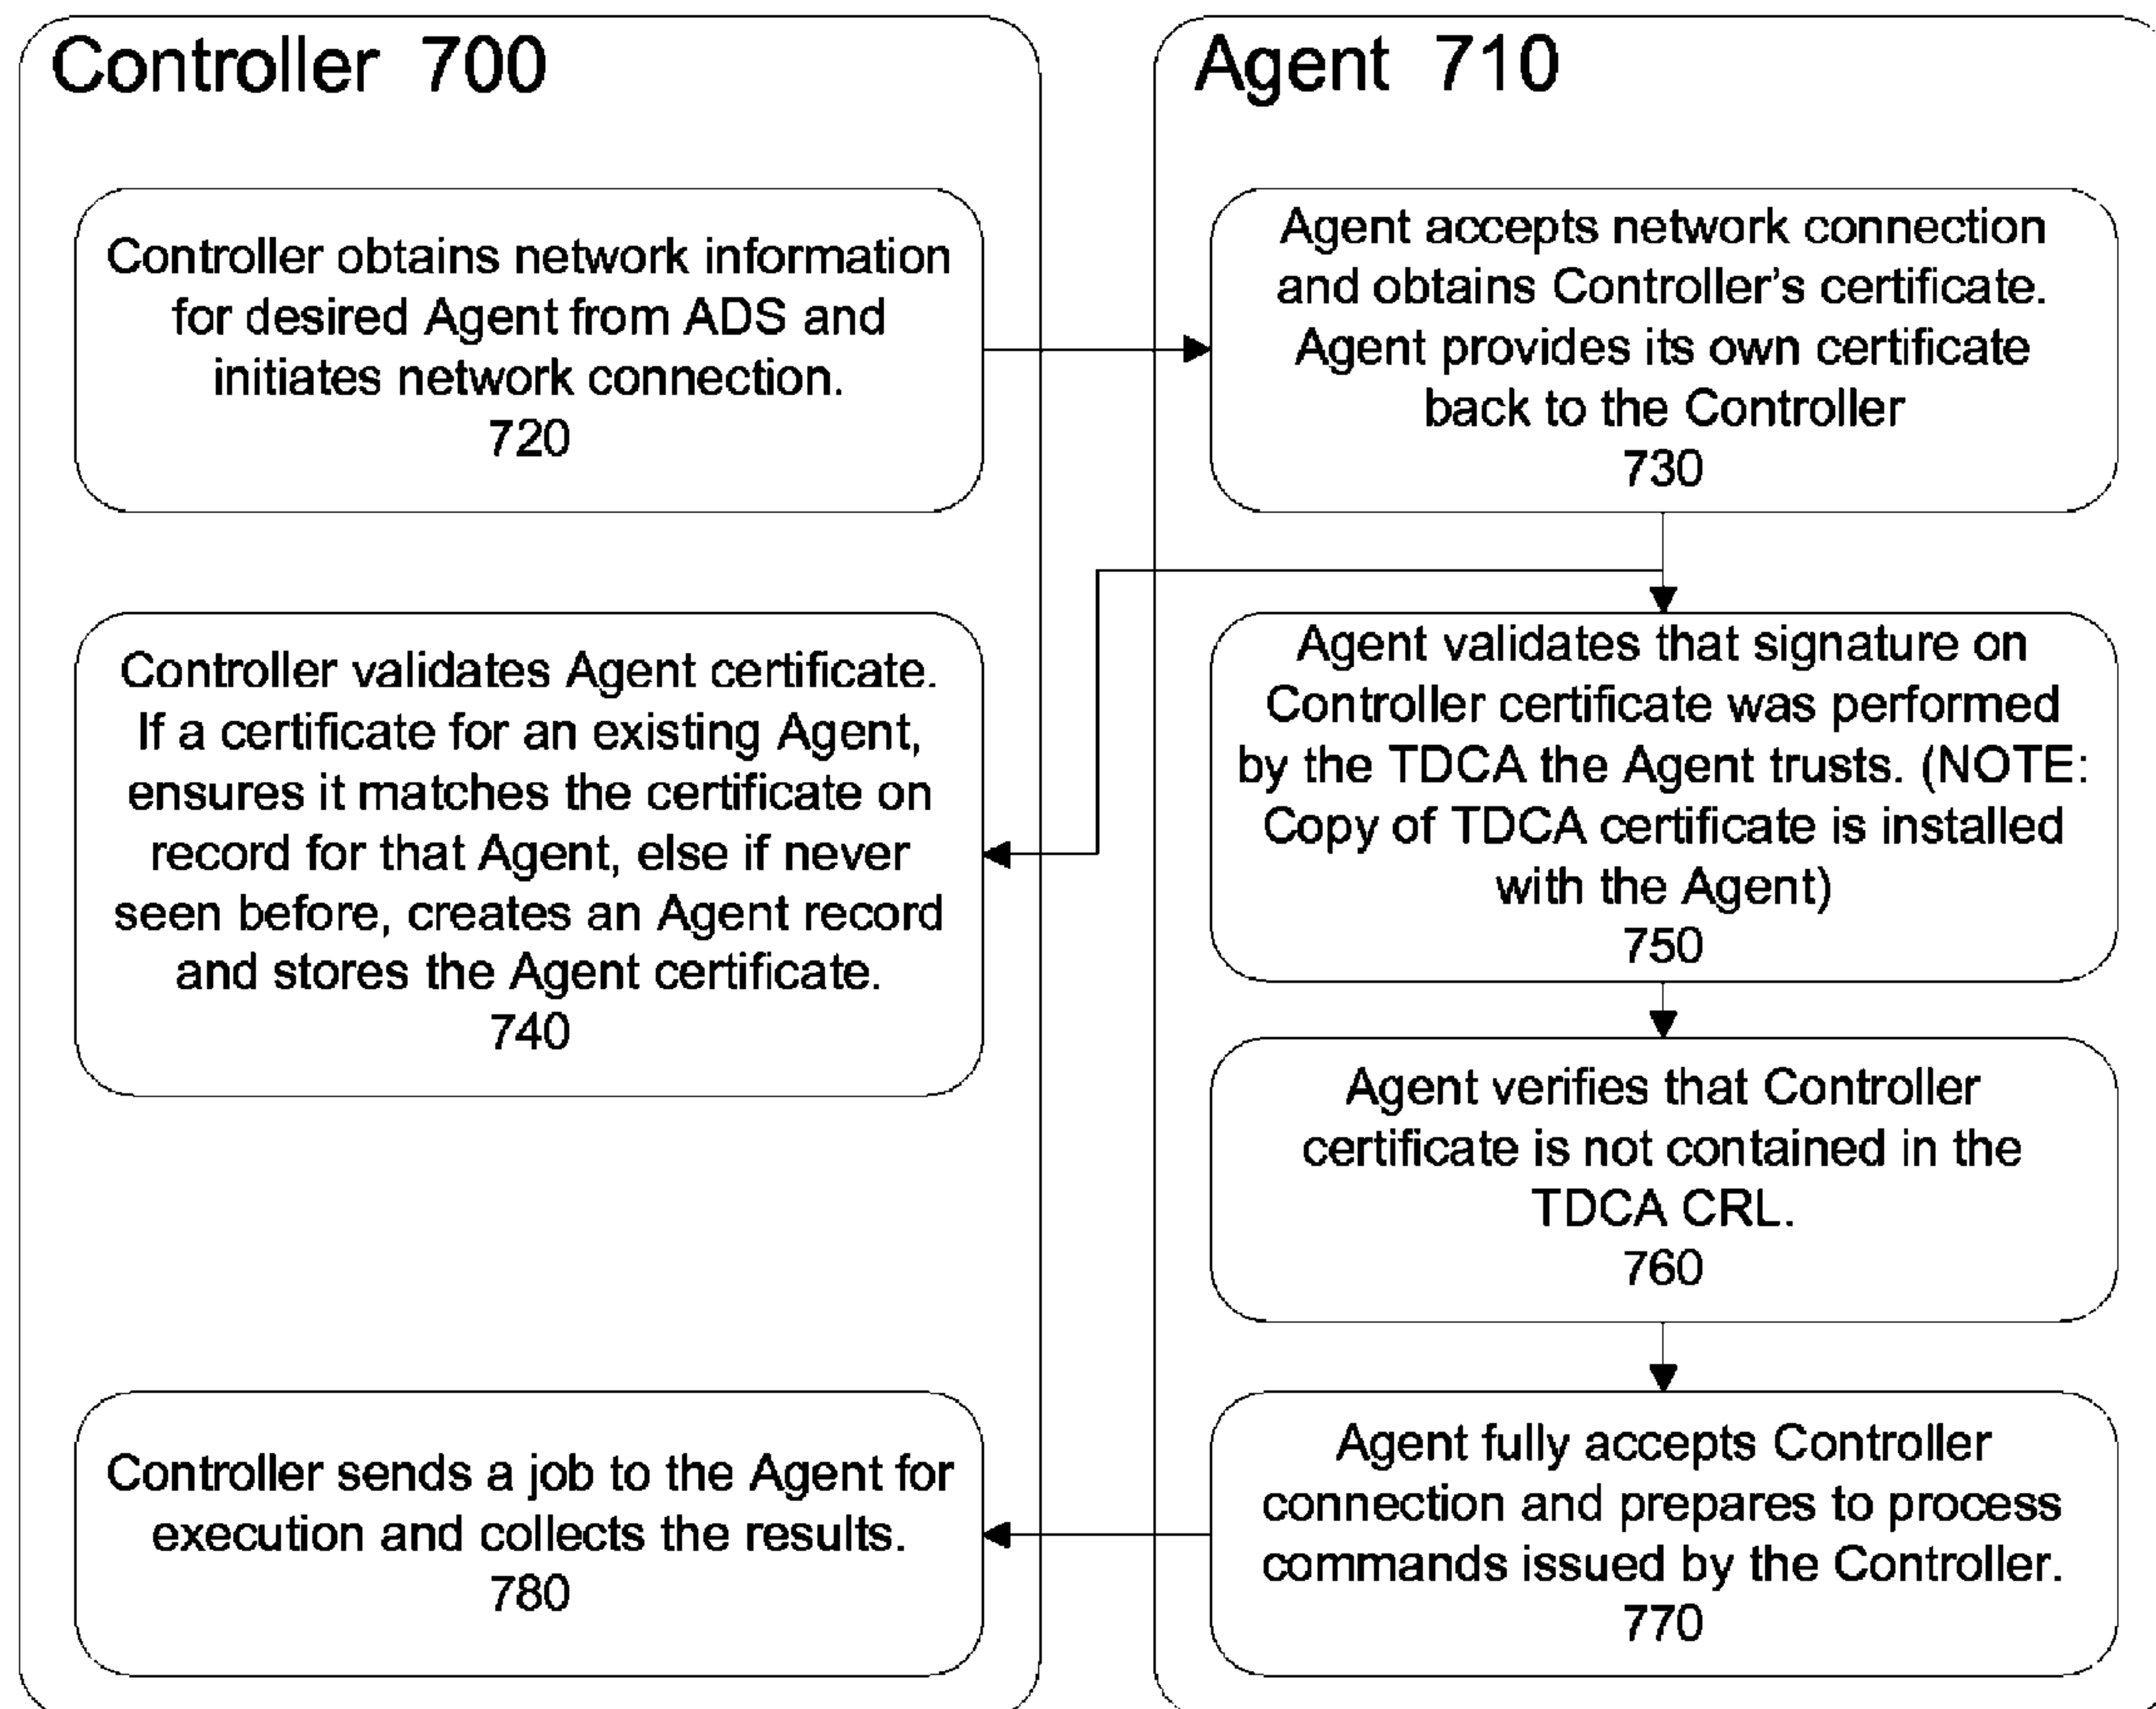 Controller 700
Controller obtains network information
for desired Agent from ADS and
initiates network connection.
720
Controller validates Agent certificate.
If a certificate for an existing Agent,
ensures it matches the certificate on
record for that Agent, else if never
seen before, creates an Agent record
and stores the Agent certificate.
740
Controller sends a job to the Agent for
execution and collects the results.
780
Agent 710
Agent accepts network connection
and obtains Controller’s certificate.
Agent provides its own certificate
back to the Controller
730
Agent validates that signature on
Controller certificate was performed
by the TDCA the Agent trusts. (NOTE:
Copy of TDCA certificate is installed
with the Agent)
750
Agent verifies that Controller
certificate is not contained in the
TDCA CRL.
760
Agent fully accepts Controller
connection and prepares to process
commands issued by the Controller.
770